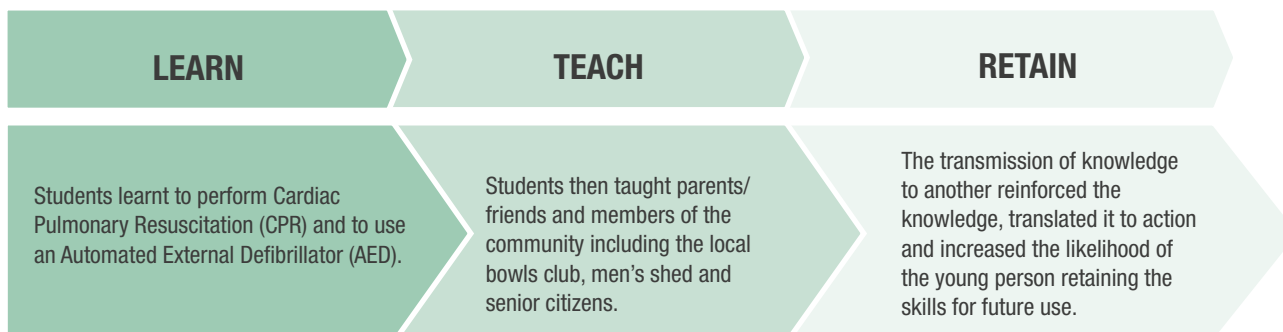 LEARN
TEACH
RETAIN
Students learnt to perform Cardiac
Pulmonary Resuscitation (CPR) and to use
an Automated External Defibrillator (AED).
Students then taught parents/
friends and members of the
community including the local
bowls club, men’s shed and
senior citizens.
The transmission of knowledge
to another reinforced the
knowledge, translated it to action
and increased the likelihood of
the young person retaining the
skills for future use.